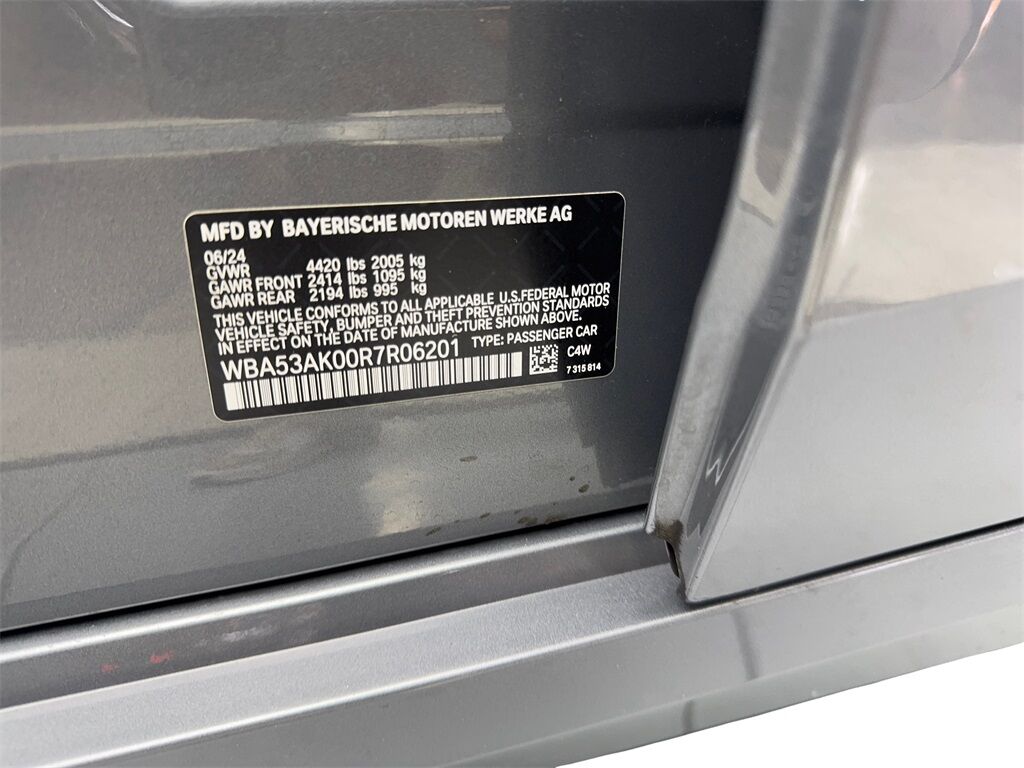 MFD BY BAYERISCHE MOTOREN WERKE AG
06/24
GVWR 4420 lbs 2005 kg
GAWR FRONT 2414 lbs 1095 kg
GAWR REAR 2194 lbs 995 kg
THIS VEHICLE CONFORMS TO ALL APPLICABLE U.S.FEDERAL MOTOR
VEHICLE SAFETY, BUMPER AND THEFT PREVENTION STANDARDS
IN EFFECT ON THE DATE OF MANUFACTURE SHOWN ABOVE.
WBA53AK00R7R06201 TYPE: PASSENGER CAR
C4W
7 315 814